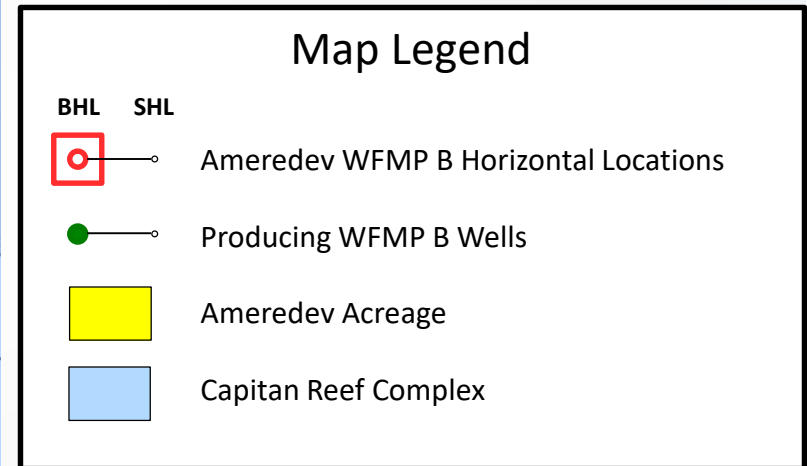 Map Legend
BHL SHL
Ameredev WFMP B Horizontal Locations
Producing WFMP B Wells
Ameredev Acreage
Capitan Reef Complex